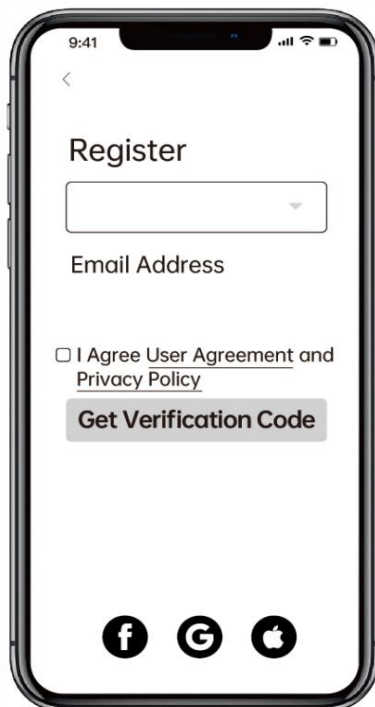 9:41
Register
Email Address
I Agree User Agreement and
Privacy Policy
Get Verification Code
f G